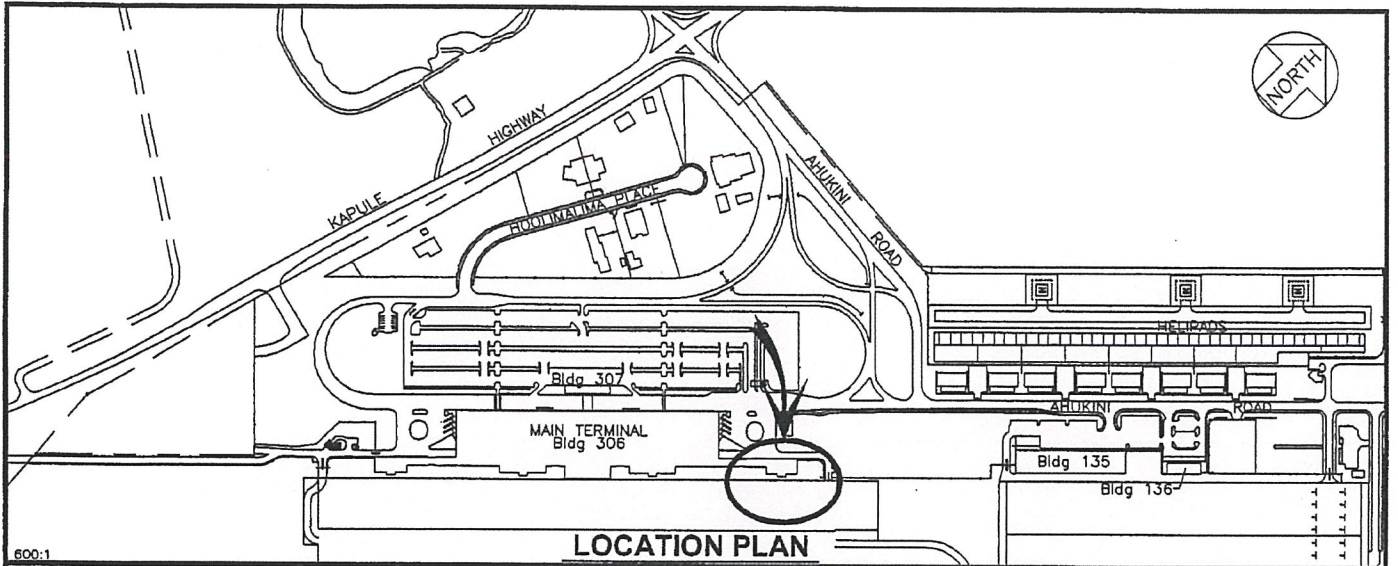 NORTH
HIGHWAY
KAPULE
HOOLIMALIMA PLACE
AHUKINI
ROAD
HELIPADS
Bldg 307
MAIN TERMINAL
Bldg 306
AHUKINI ROAD
Bldg 135
Bldg 136
LOCATION PLAN
600:1